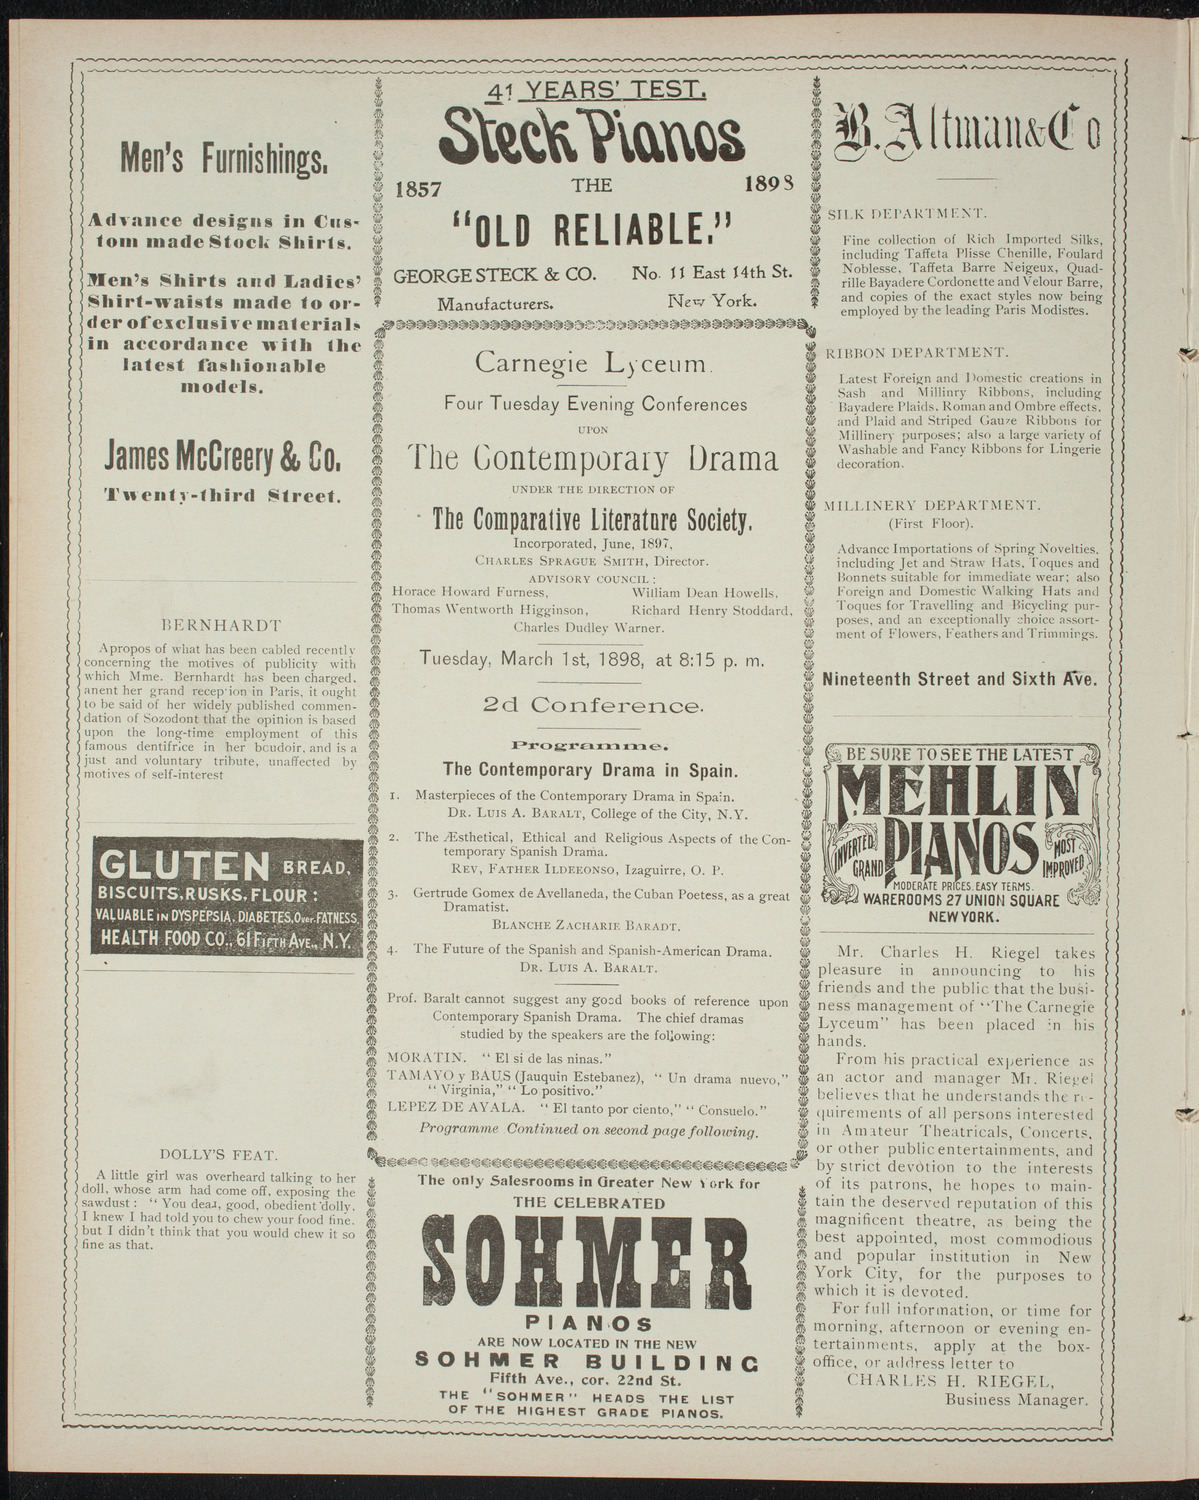 Men's Furnishings.
Advance designs in Cus-
tom made Stock Shirts.
Men's Shirts and Ladies'
Shirt-waists made to or-
der of exclusive materials
in accordance with the
latest fashionable
models.
James McCreery & Co.
Twenty-third Street.
BERNHARDT
Apropos of what has been cabled recently
concerning the motives of publicity with
which Mme. Bernhardt has been charged,
anent her grand reception in Paris, it ought
to be said of her widely published commen-
dation of Sozodont that the opinion is based
upon the long-time employment of this
famous dentifrice in her boudoir, and is a
just and voluntary tribute, unaffected by
motives of self-interest
GLUTEN BREAD,
BISCUITS, RUSKS, FLOUR:
VALUABLE IN DYSPEPSIA, DIABETES, Over-FATNESS,
HEALTH FOOD CO., 61 FIFTH AVE., N.Y.
DOLLY'S FEAT.
A little girl was overheard talking to her
doll, whose arm had come off, exposing the
sawdust: "You dear, good, obedient dolly.
I knew I had told you to chew your food fine,
but I didn't think that you would chew it so
fine as that.
41 YEARS' TEST.
Steck Pianos
1857 THE 1898
"OLD RELIABLE,"
GEORGE STECK & CO. No. 11 East 14th St.
Manufacturers. New York.
Carnegie Lyceum.
Four Tuesday Evening Conferences
UPON
The Contemporary Drama
UNDER THE DIRECTION OF
The Comparative Literature Society.
Incorporated, June, 1897,
CHARLES SPRAGUE SMITH, Director.
ADVISORY COUNCIL:
Horace Howard Furness, William Dean Howells,
Thomas Wentworth Higginson, Richard Henry Stoddard,
Charles Dudley Warner.
Tuesday, March 1st, 1898, at 8:15 p. m.
2d Conference.
Programme.
The Contemporary Drama in Spain.
1. Masterpieces of the Contemporary Drama in Spain.
DR. LUIS A. BARALT, College of the City, N.Y.
2. The Æsthetical, Ethical and Religious Aspects of the Con-
temporary Spanish Drama.
REV, FATHER ILDEEONSO, Izaguirre, O. P.
3. Gertrude Gomex de Avellaneda, the Cuban Poetess, as a great
Dramatist.
BLANCHE ZACHARIE BARADT.
4. The Future of the Spanish and Spanish-American Drama.
DR. LUIS A. BARALT.
Prof. Baralt cannot suggest any good books of reference upon
Contemporary Spanish Drama. The chief dramas
studied by the speakers are the following:
MORATIN. "El si de las ninas."
TAMAYO y BAUS (Jauquin Estebanez), "Un drama nuevo,"
"Virginia," "Lo positivo."
LEPEZ DE AYALA. "El tanto por ciento," "Consuelo."
Programme Continued on second page following.
The only Salesrooms in Greater New York for
THE CELEBRATED
SOHMER
PIANOS
ARE NOW LOCATED IN THE NEW
SOHMER BUILDING
Fifth Ave., cor. 22nd St.
THE "SOHMER" HEADS THE LIST
OF THE HIGHEST GRADE PIANOS.
B. Altman & Co
SILK DEPARTMENT.
Fine collection of Rich Imported Silks,
including Taffeta Plisse Chenille, Foulard
Noblesse, Taffeta Barre Neigeux, Quad-
rille Bayadere Cordonette and Velour Barre,
and copies of the exact styles now being
employed by the leading Paris Modistes.
RIBBON DEPARTMENT.
Latest Foreign and Domestic creations in
Sash and Millinry Ribbons, including
Bayadere Plaids, Roman and Ombre effects,
and Plaid and Striped Gauze Ribbons for
Millinery purposes; also a large variety of
Washable and Fancy Ribbons for Lingerie
decoration.
MILLINERY DEPARTMENT.
(First Floor).
Advance Importations of Spring Novelties,
including Jet and Straw Hats, Toques and
Bonnets suitable for immediate wear; also
Foreign and Domestic Walking Hats and
Toques for Travelling and Bicycling pur-
poses, and an exceptionally choice assort-
ment of Flowers, Feathers and Trimmings.
Nineteenth Street and Sixth Ave.
BE SURE TO SEE THE LATEST
MEHLIN
PIANOS
INVERTED GRAND
MOST IMPROVED
MODERATE PRICES, EASY TERMS.
WAREROOMS 27 UNION SQUARE
NEW YORK.
Mr. Charles H. Riegel takes
pleasure in announcing to his
friends and the public that the busi-
ness management of "The Carnegie
Lyceum" has been placed in his
hands.
From his practical experience as
an actor and manager Mr. Riegel
believes that he understands the re-
quirements of all persons interested
in Amateur Theatricals, Concerts,
or other public entertainments, and
by strict devotion to the interests
of its patrons, he hopes to main-
tain the deserved reputation of this
magnificent theatre, as being the
best appointed, most commodious
and popular institution in New
York City, for the purposes to
which it is devoted.
For full information, or time for
morning, afternoon or evening en-
tertainments, apply at the box-
office, or address letter to
CHARLES H. RIEGEL,
Business Manager.